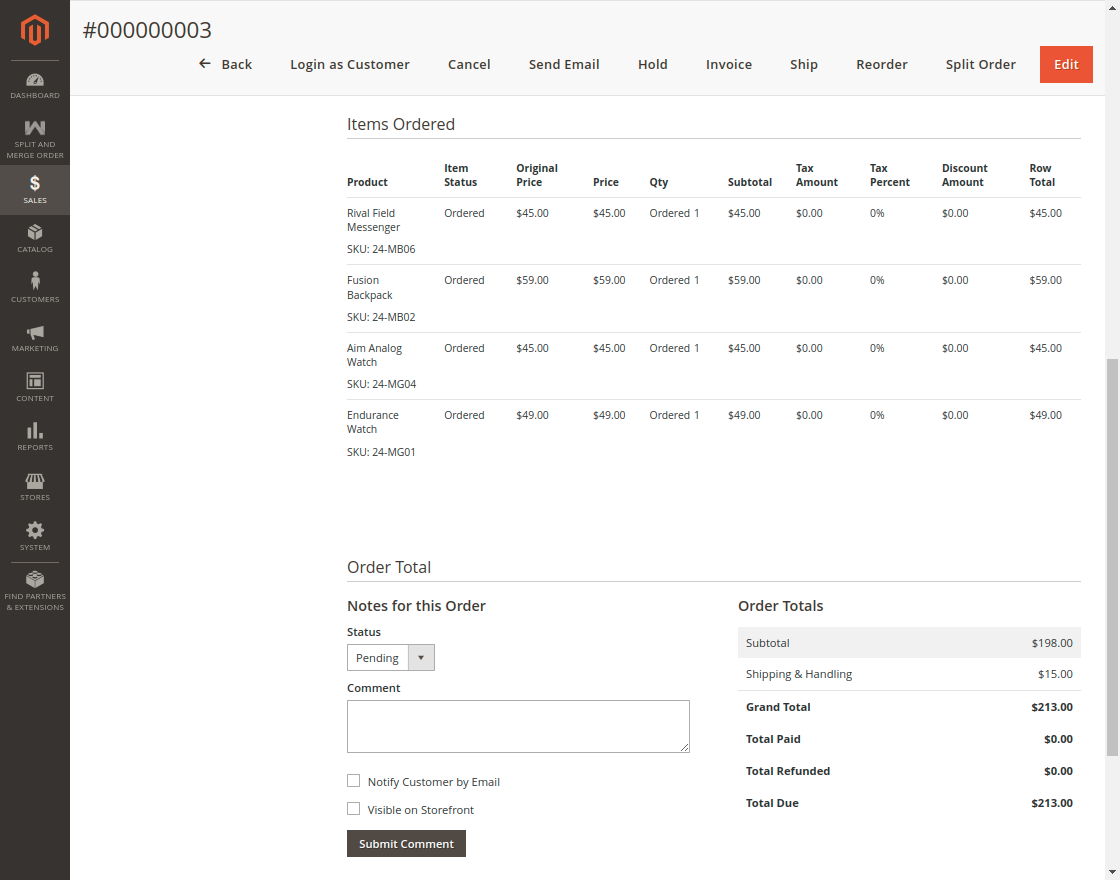 #000000003
Back Login as Customer Cancel Send Email Hold Invoice Ship Reorder Split Order Edit
DASHBOARD
SPLIT AND
MERGE ORDER
$
SALES
CATALOG
CUSTOMERS
MARKETING
CONTENT
REPORTS
STORES
SYSTEM
FIND PARTNERS
& EXTENSIONS
Items Ordered
Product Item Status Original Price Price Qty Subtotal Tax Amount Tax Percent Discount Amount Row Total
Rival Field Ordered $45.00 $45.00 Ordered 1 $45.00 $0.00 0% $0.00 $45.00
Messenger
SKU: 24-MB06
Fusion Ordered $59.00 $59.00 Ordered 1 $59.00 $0.00 0% $0.00 $59.00
Backpack
SKU: 24-MB02
Aim Analog Ordered $45.00 $45.00 Ordered 1 $45.00 $0.00 0% $0.00 $45.00
Watch
SKU: 24-MG04
Endurance Ordered $49.00 $49.00 Ordered 1 $49.00 $0.00 0% $0.00 $49.00
Watch
SKU: 24-MG01
Order Total
Notes for this Order
Status
Pending
Comment
Notify Customer by Email
Visible on Storefront
Submit Comment
Order Totals
Subtotal $198.00
Shipping & Handling $15.00
Grand Total $213.00
Total Paid $0.00
Total Refunded $0.00
Total Due $213.00